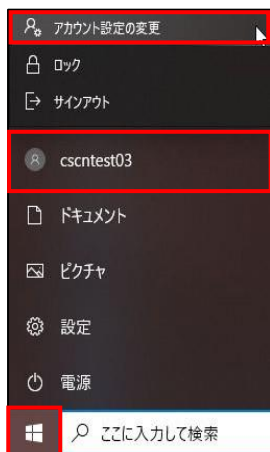 アカウント設定の変更
ロック
サインアウト
cscntest03
ドキュメント
ピクチャ
設定
電源
ここに入力して検索